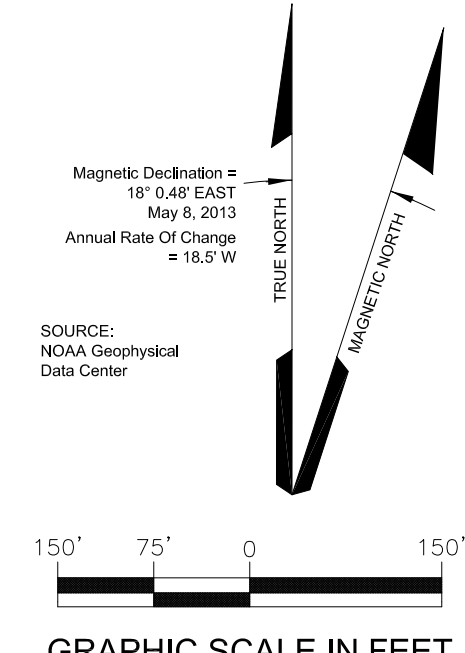 Magnetic Declination =
18° 0.48' EAST
May 8, 2013
Annual Rate Of Change
= 18.5' W
TRUE NORTH
MAGNETIC NORTH
SOURCE:
NOAA Geophysical
Data Center
150' 75' 0 150'
GRAPHIC SCALE IN FEET